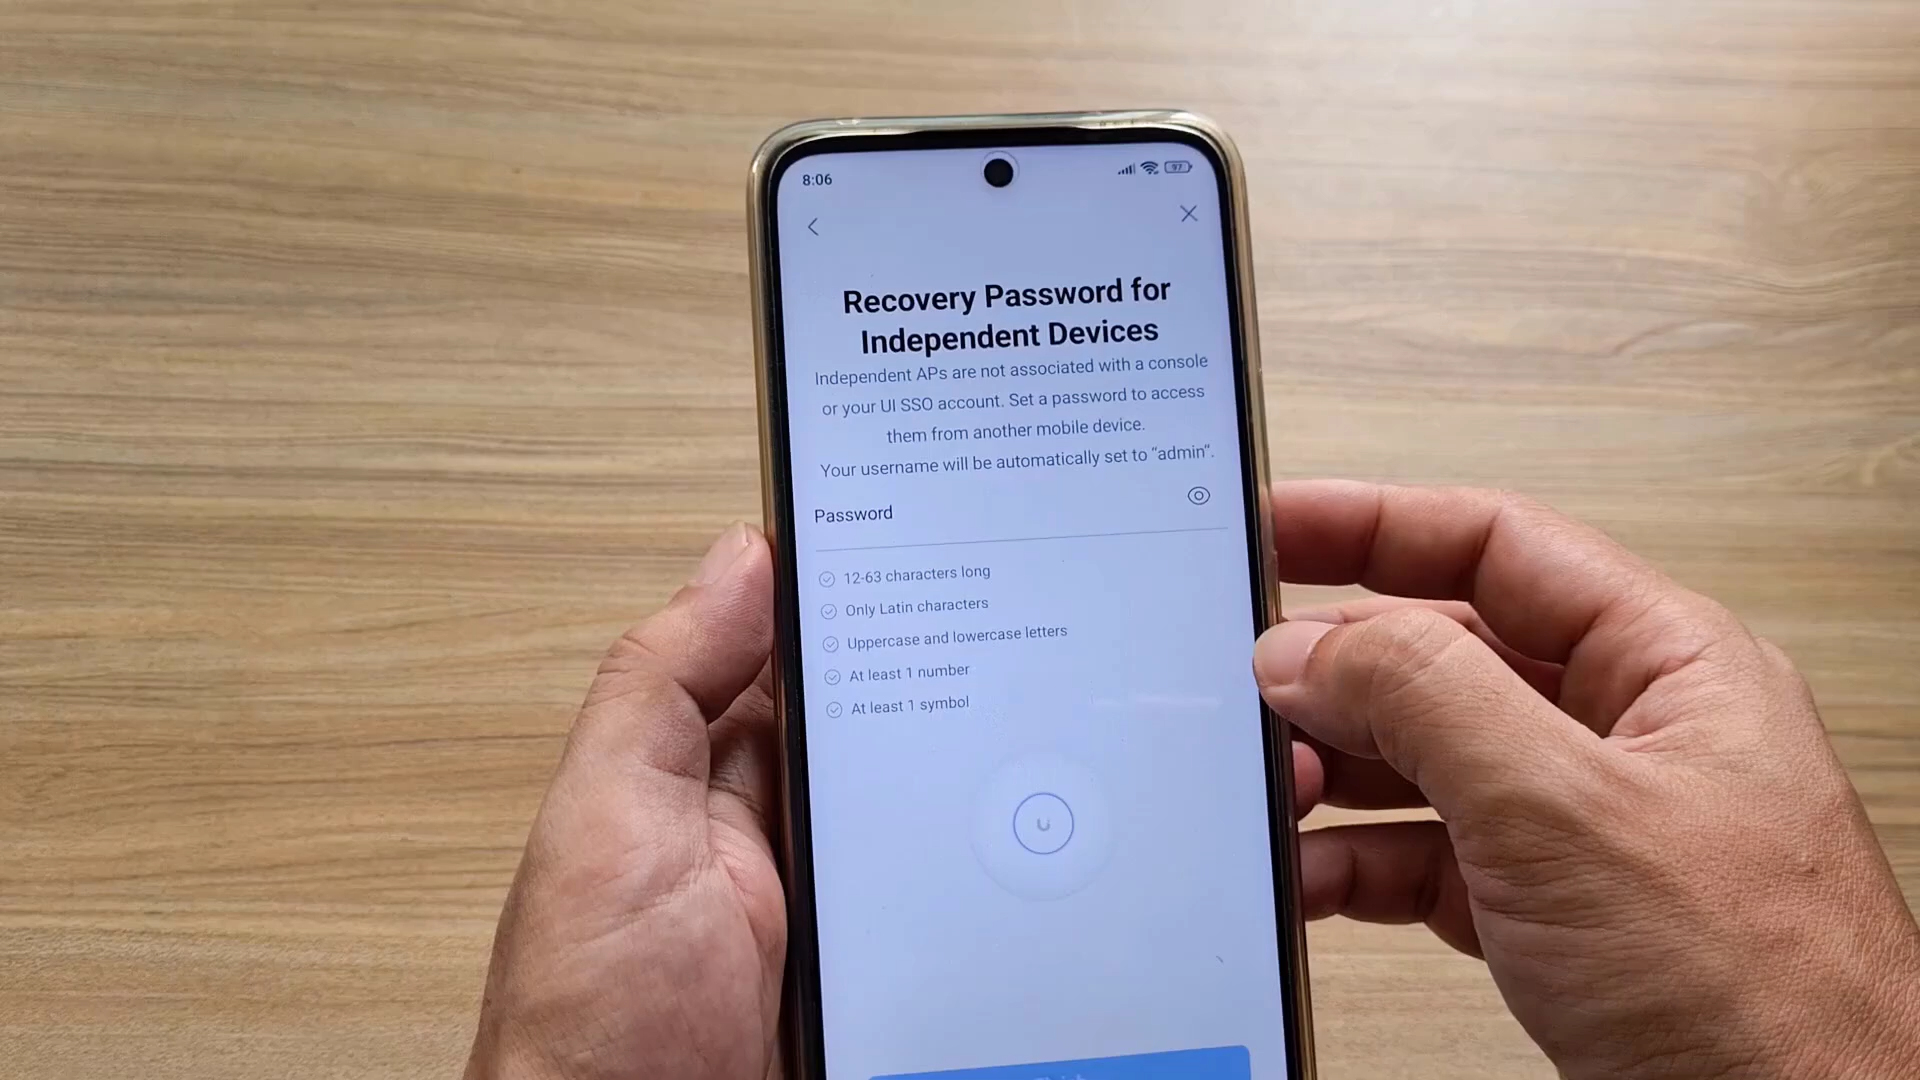 8:06
97
Recovery Password for
Independent Devices
Independent APs are not associated with a console
or your UI SSO account. Set a password to access
them from another mobile device.
Your username will be automatically set to “admin“.
Password
12-63 characters long
Only Latin characters
Uppercase and lowercase letters
At least 1 number
At least 1 symbol